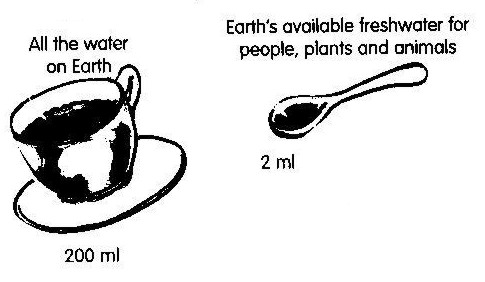 All the water
on Earth
200 ml
Earth's available freshwater for
people, plants and animals
2 ml